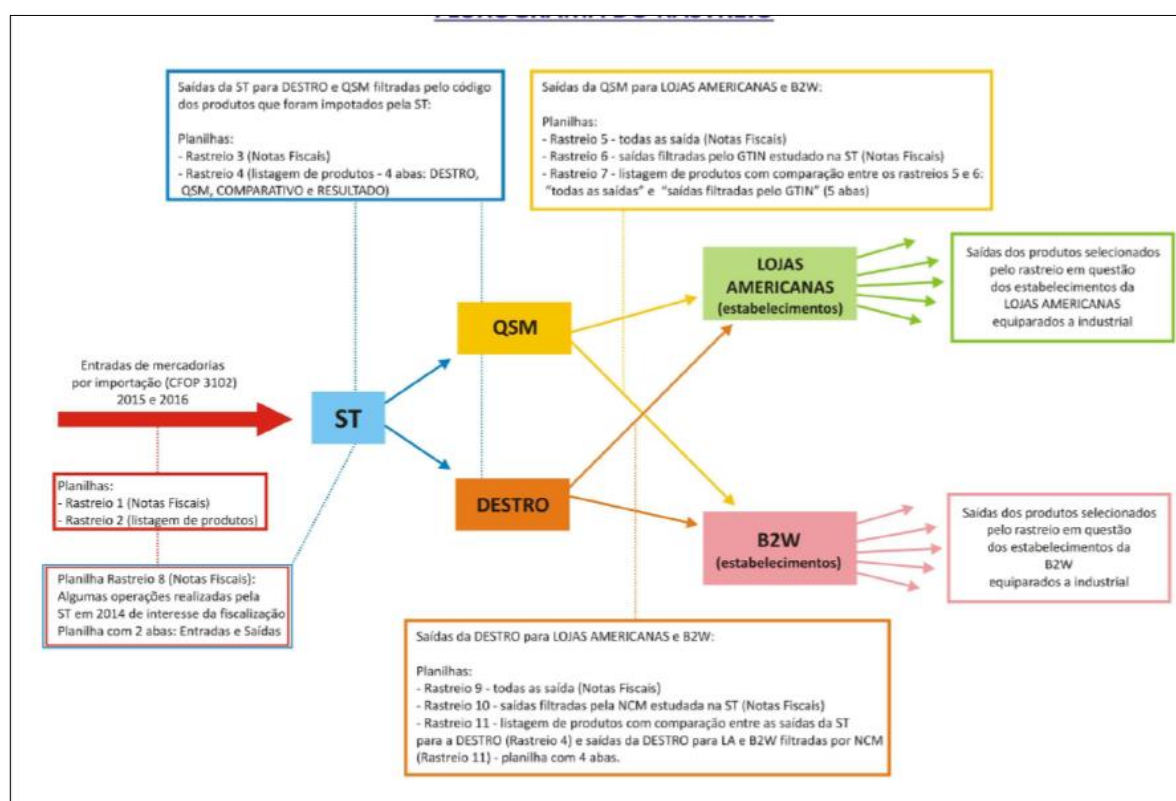 Saídas da ST para DESTRO e QSM filtradas pelo código
dos produtos que foram impotados pela ST:
Planilhas:
- Rastreio 3 (Notas Fiscais)
- Rastreio 4 (listagem de produtos - 4 abas: DESTRO,
QSM, COMPARATIVO e RESULTADO)
Saídas da QSM para LOJAS AMERICANAS e B2W:
Planilhas:
- Rastreio 5 - todas as saída (Notas Fiscais)
- Rastreio 6 - saídas filtradas pelo GTIN estudado na ST (Notas Fiscais)
- Rastreio 7 - listagem de produtos com comparação entre os rastreios 5 e 6:
“todas as saídas” e “saídas filtradas pelo GTIN” (5 abas)
LOJAS
AMERICANAS
(estabelecimentos)
Saídas dos produtos selecionados
pelo rastreio em questão
dos estabelecimentos da
LOJAS AMERICANAS
equiparados a industrial
QSM
Entradas de mercadorias
por importação (CFOP 3102)
2015 e 2016
ST
Planilhas:
- Rastreio 1 (Notas Fiscais)
- Rastreio 2 (listagem de produtos)
DESTRO
B2W
(estabelecimentos)
Saídas dos produtos selecionados
pelo rastreio em questão
dos estabelecimentos da
B2W
equiparados a industrial
Planilha Rastreio 8 (Notas Fiscais):
Algumas operações realizadas pela
ST em 2014 de interesse da fiscalização
Planilha com 2 abas: Entradas e Saídas
Saídas da DESTRO para LOJAS AMERICANAS e B2W:
Planilhas:
- Rastreio 9 - todas as saída (Notas Fiscais)
- Rastreio 10 - saídas filtradas pela NCM estudada na ST (Notas Fiscais)
- Rastreio 11 - listagem de produtos com comparação entre as saídas da ST
para a DESTRO (Rastreio 4) e saídas da DESTRO para LA e B2W filtradas por NCM
(Rastreio 11) - planilha com 4 abas.